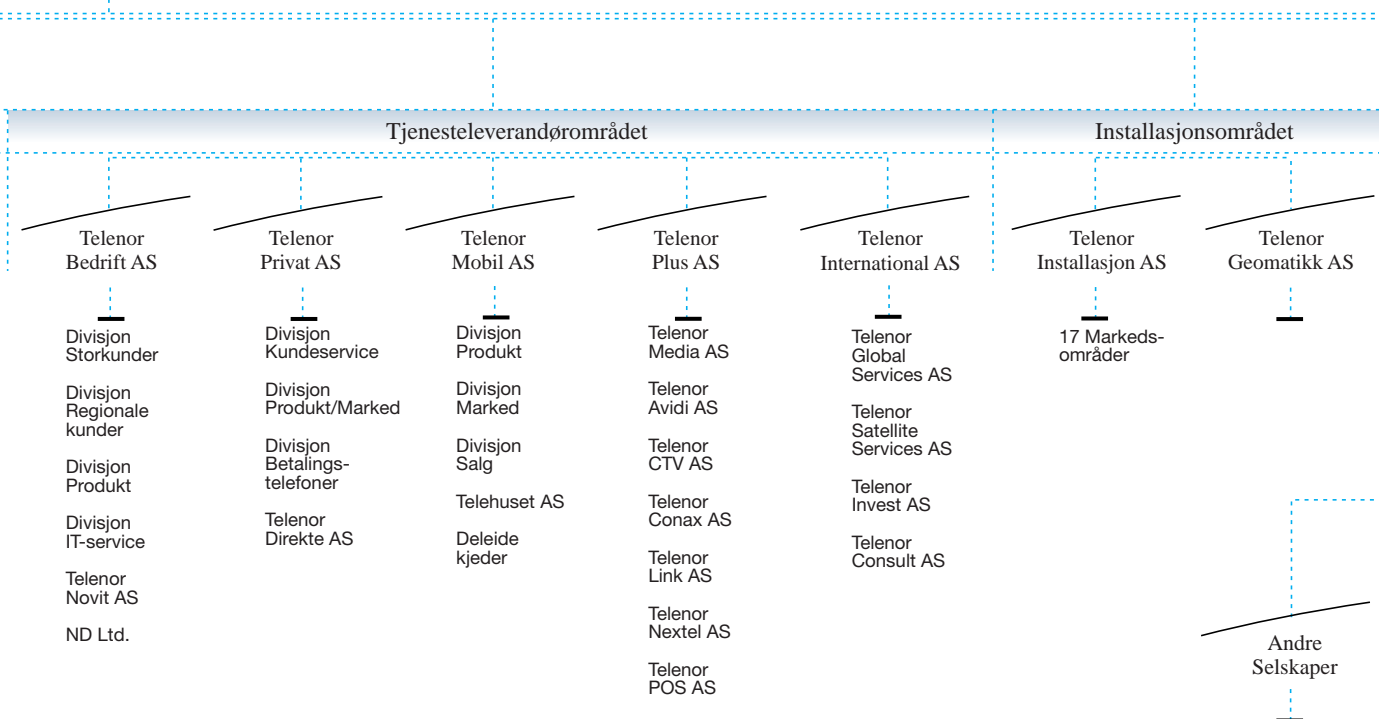 Tjenesteleverandørområdet
Installasjonsområdet
Telenor
Bedrift AS
Divisjon
Storkunder
Divisjon
Regionale
kunder
Divisjon
Produkt
Divisjon
IT-service
Telenor
Novit AS
ND Ltd.
Telenor
Privat AS
Divisjon
Kundeservice
Divisjon
Produkt/Marked
Divisjon
Betalings-
telefoner
Telenor
Direkte AS
Telenor
Mobil AS
Divisjon
Produkt
Divisjon
Marked
Divisjon
Salg
Telehuset AS
Deleide
kjeder
Telenor
Plus AS
Telenor
Media AS
Telenor
Avidi AS
Telenor
CTV AS
Telenor
Conax AS
Telenor
Link AS
Telenor
Nextel AS
Telenor
POS AS
Telenor
International AS
Telenor
Global
Services AS
Telenor
Satellite
Services AS
Telenor
Invest AS
Telenor
Consult AS
Telenor
Installasjon AS
17 Markeds-
områder
Telenor
Geomatikk AS
Andre
Selskaper